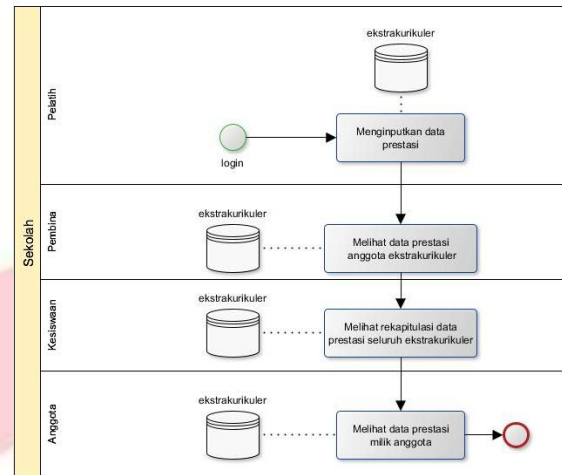 Sekolah
Pelatih
ekstrakurikuler
login
Menginputkan data
prestasi
Pembina
ekstrakurikuler
Melihat data prestasi
anggota ekstrakurikuler
Kesiswaan
ekstrakurikuler
Melihat rekapitulasi data
prestasi seluruh ekstrakurikuler
Anggota
ekstrakurikuler
Melihat data prestasi
milik anggota